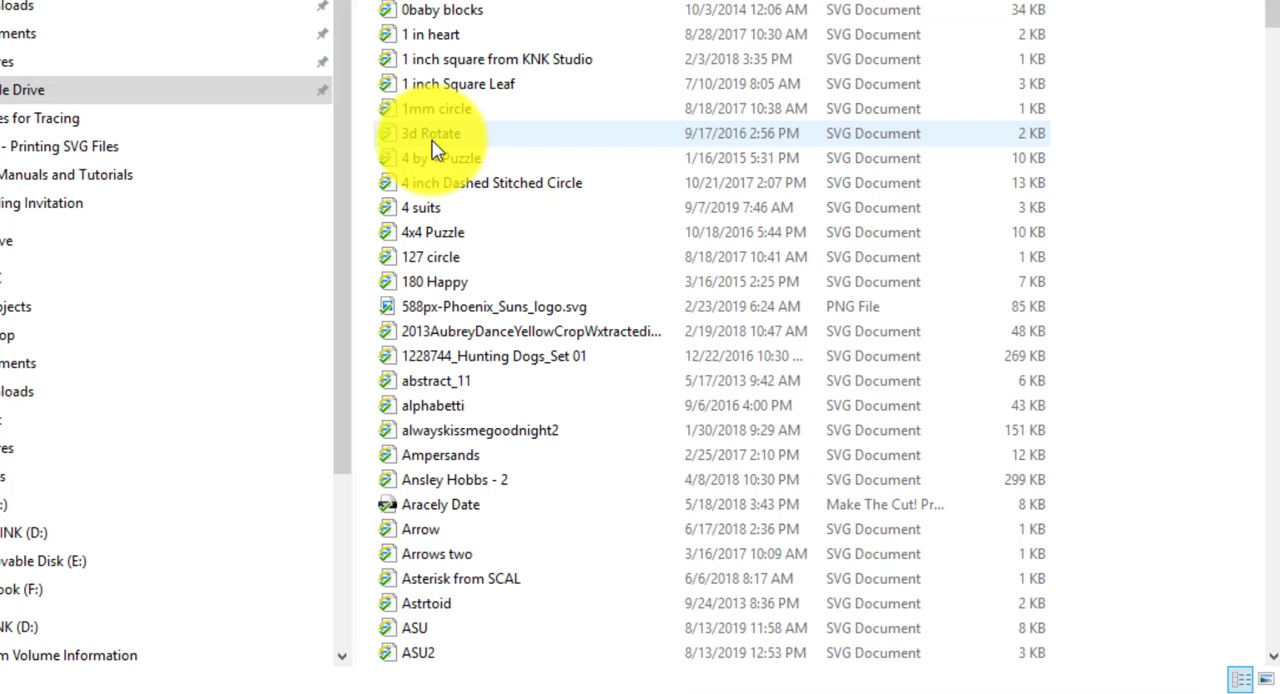 loads
ments
res
le Drive
es for Tracing
- Printing SVG Files
Manuals and Tutorials
ling Invitation
ve
bjects
op
ments
loads
res
s
:)
INK (D:)
vable Disk (E:)
ook (F:)
NK (D:)
m Volume Information
0baby blocks 10/3/2014 12:06 AM SVG Document 34 KB
1 in heart 8/28/2017 10:30 AM SVG Document 2 KB
1 inch square from KNK Studio 2/3/2018 3:35 PM SVG Document 1 KB
1 inch Square Leaf 7/10/2019 8:05 AM SVG Document 3 KB
1mm circle 8/18/2017 10:38 AM SVG Document 1 KB
3d Rotate 9/17/2016 2:56 PM SVG Document 2 KB
4 by Puzzle 1/16/2015 5:31 PM SVG Document 10 KB
4 inch Dashed Stitched Circle 10/21/2017 2:07 PM SVG Document 13 KB
4 suits 9/7/2019 7:46 AM SVG Document 3 KB
4x4 Puzzle 10/18/2016 5:44 PM SVG Document 10 KB
127 circle 8/18/2017 10:41 AM SVG Document 1 KB
180 Happy 3/16/2015 2:25 PM SVG Document 7 KB
588px-Phoenix_Suns_logo.svg 2/23/2019 6:24 AM PNG File 85 KB
2013AubreyDanceYellowCropWxtractedi... 2/19/2018 10:47 AM SVG Document 48 KB
1228744_Hunting Dogs_Set 01 12/22/2016 10:30 ... SVG Document 269 KB
abstract_11 5/17/2013 9:42 AM SVG Document 6 KB
alphabetti 9/6/2016 4:00 PM SVG Document 43 KB
alwayskissmegoodnight2 1/30/2018 9:29 AM SVG Document 151 KB
Ampersands 2/25/2017 2:10 PM SVG Document 12 KB
Ansley Hobbs - 2 4/8/2018 10:30 PM SVG Document 299 KB
Aracely Date 5/18/2018 3:43 PM Make The Cut! Pr... 8 KB
Arrow 6/17/2018 2:36 PM SVG Document 1 KB
Arrows two 3/16/2017 10:09 AM SVG Document 1 KB
Asterisk from SCAL 6/6/2018 8:17 AM SVG Document 1 KB
Astrtoid 9/24/2013 8:36 PM SVG Document 2 KB
ASU 8/13/2019 11:58 AM SVG Document 8 KB
ASU2 8/13/2019 12:53 PM SVG Document 3 KB